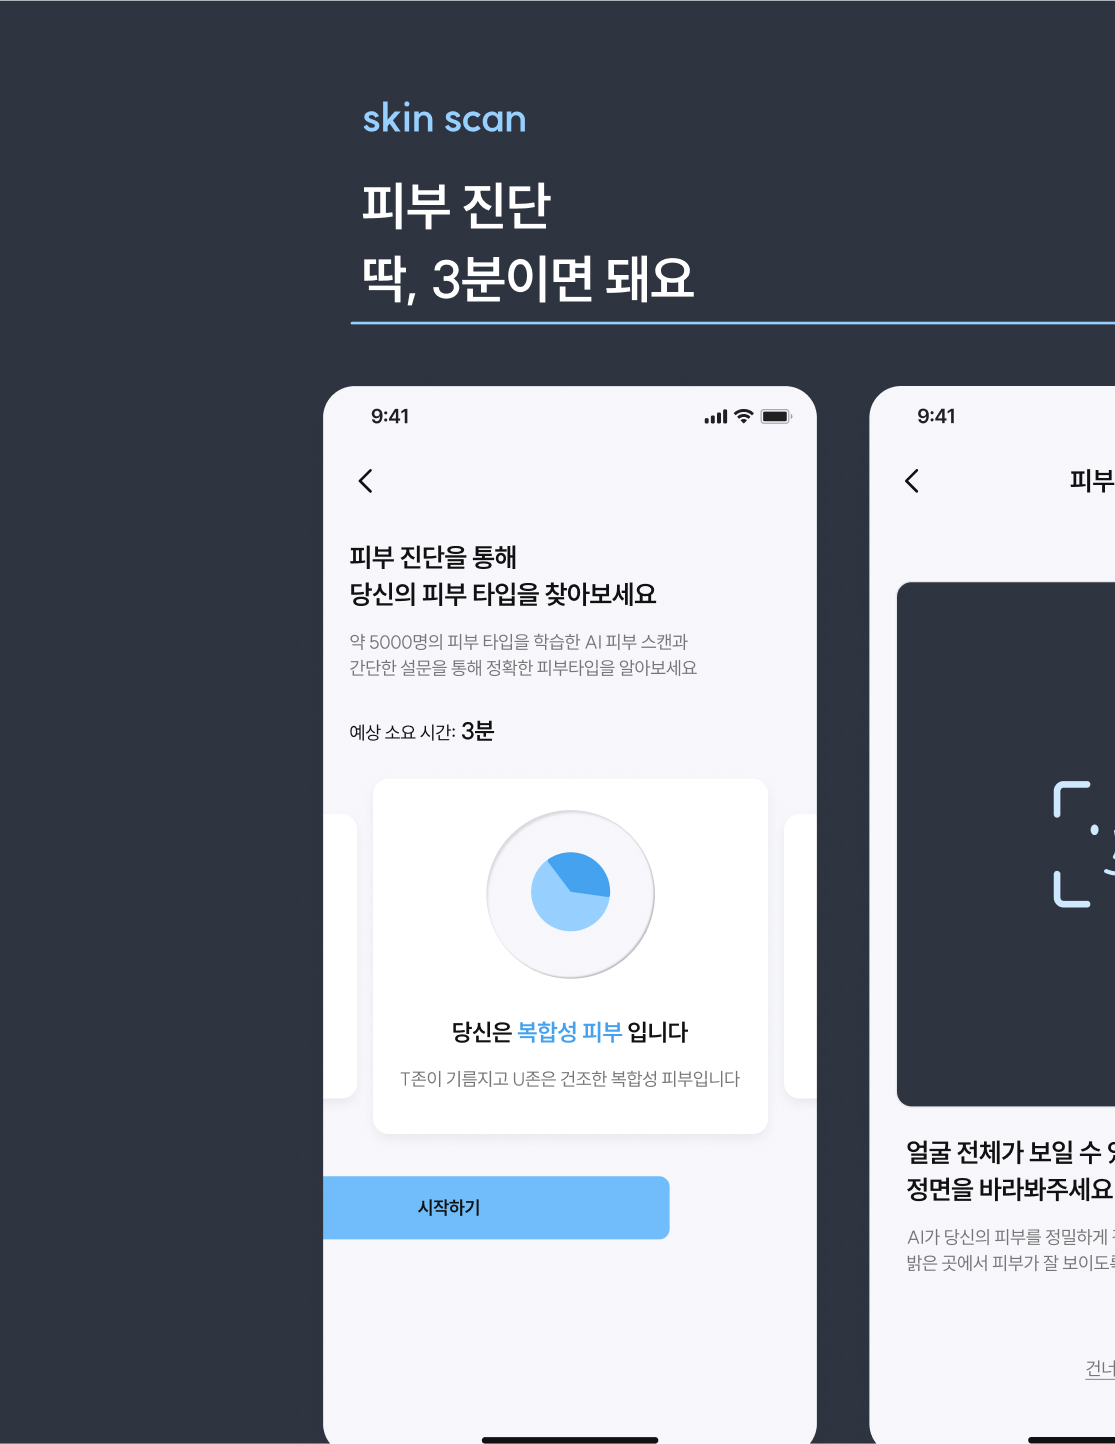 skin scan
피부 진단
딱, 3분이면 돼요
9:41
피부 진단을 통해
당신의 피부 타입을 찾아보세요
약 5000명의 피부 타입을 학습한 AI 피부 스캔과
간단한 설문을 통해 정확한 피부타입을 알아보세요
예상 소요 시간: 3분
당신은 복합성 피부 입니다
T존이 기름지고 U존은 건조한 복합성 피부입니다
시작하기
9:41
피부
얼굴 전체가 보일 수
정면을 바라봐주세요
AI가 당신의 피부를 정밀하게
밝은 곳에서 피부가 잘 보이도록
건너